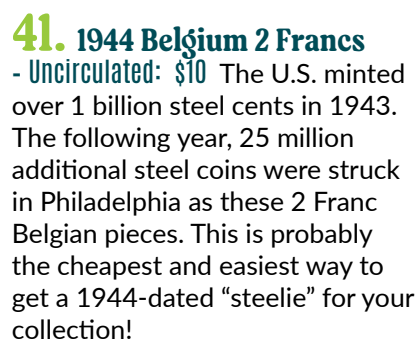 41. 1944 Belgium 2 Francs
- Uncirculated: $10 The U.S. minted
over 1 billion steel cents in 1943.
The following year, 25 million
additional steel coins were struck
in Philadelphia as these 2 Franc
Belgian pieces. This is probably
the cheapest and easiest way to
get a 1944-dated “steelie” for your
collection!